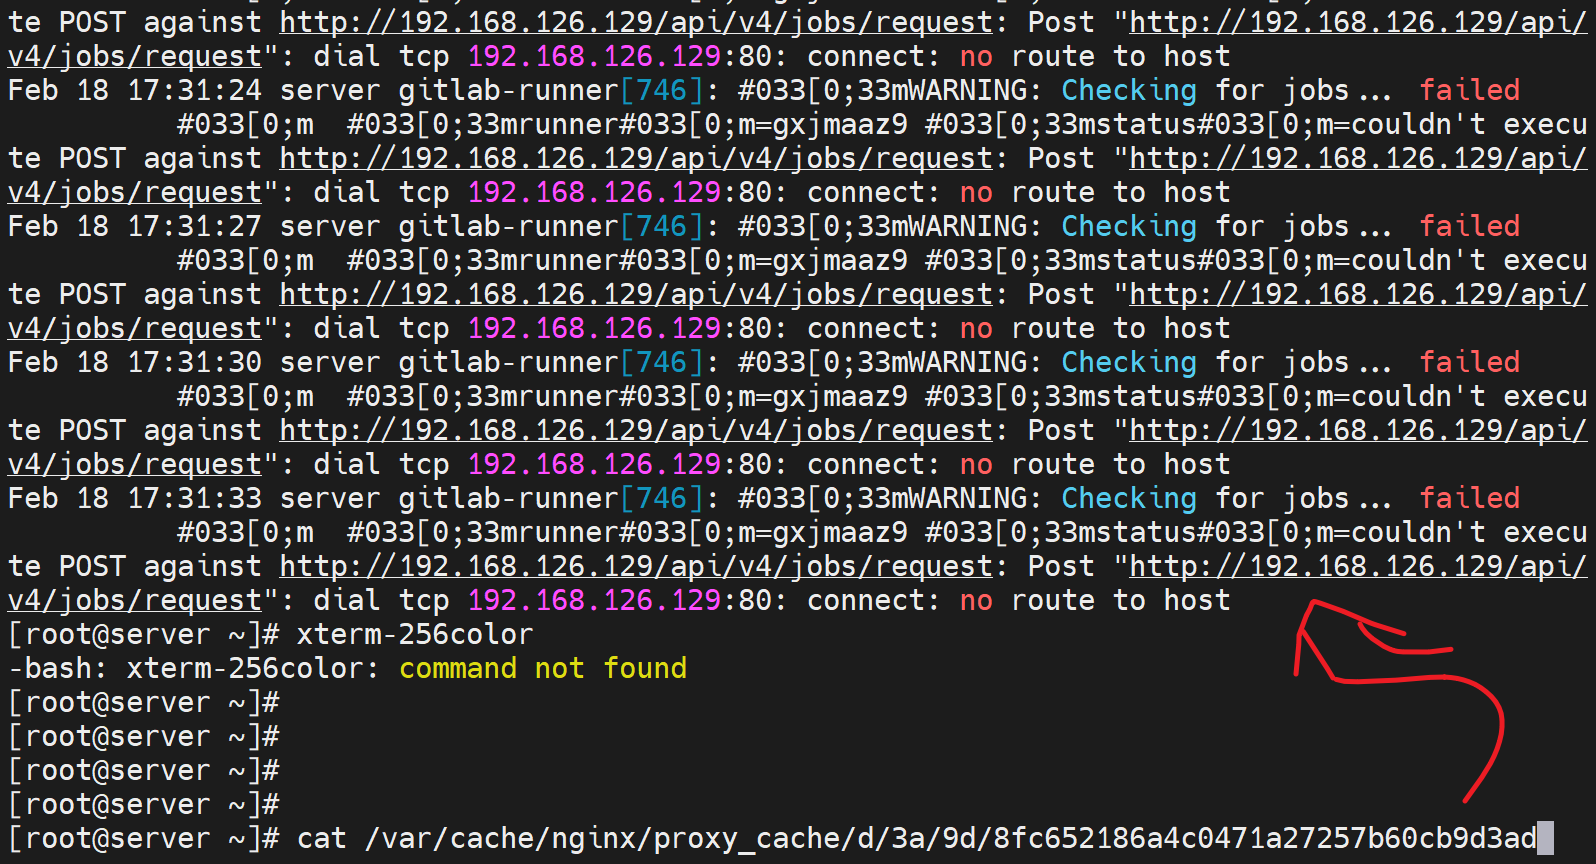 te POST against http://192.168.126.129/api/v4/jobs/request: Post "http://192.168.126.129/api/
v4/jobs/request": dial tcp 192.168.126.129:80: connect: no route to host
Feb 18 17:31:24 server gitlab-runner[746]: #033[0;33mWARNING: Checking for jobs... failed
#033[0;m  #033[0;33mrunner#033[0;m=gxjmaaz9 #033[0;33mstatus#033[0;m=couldn't execu
te POST against http://192.168.126.129/api/v4/jobs/request: Post "http://192.168.126.129/api/
v4/jobs/request": dial tcp 192.168.126.129:80: connect: no route to host
Feb 18 17:31:27 server gitlab-runner[746]: #033[0;33mWARNING: Checking for jobs... failed
#033[0;m  #033[0;33mrunner#033[0;m=gxjmaaz9 #033[0;33mstatus#033[0;m=couldn't execu
te POST against http://192.168.126.129/api/v4/jobs/request: Post "http://192.168.126.129/api/
v4/jobs/request": dial tcp 192.168.126.129:80: connect: no route to host
Feb 18 17:31:30 server gitlab-runner[746]: #033[0;33mWARNING: Checking for jobs... failed
#033[0;m  #033[0;33mrunner#033[0;m=gxjmaaz9 #033[0;33mstatus#033[0;m=couldn't execu
te POST against http://192.168.126.129/api/v4/jobs/request: Post "http://192.168.126.129/api/
v4/jobs/request": dial tcp 192.168.126.129:80: connect: no route to host
Feb 18 17:31:33 server gitlab-runner[746]: #033[0;33mWARNING: Checking for jobs... failed
#033[0;m  #033[0;33mrunner#033[0;m=gxjmaaz9 #033[0;33mstatus#033[0;m=couldn't execu
te POST against http://192.168.126.129/api/v4/jobs/request: Post "http://192.168.126.129/api/
v4/jobs/request": dial tcp 192.168.126.129:80: connect: no route to host
[root@server ~]# xterm-256color
-bash: xterm-256color: command not found
[root@server ~]#
[root@server ~]#
[root@server ~]#
[root@server ~]#
[root@server ~]# cat /var/cache/nginx/proxy_cache/d/3a/9d/8fc652186a4c0471a27257b60cb9d3ad